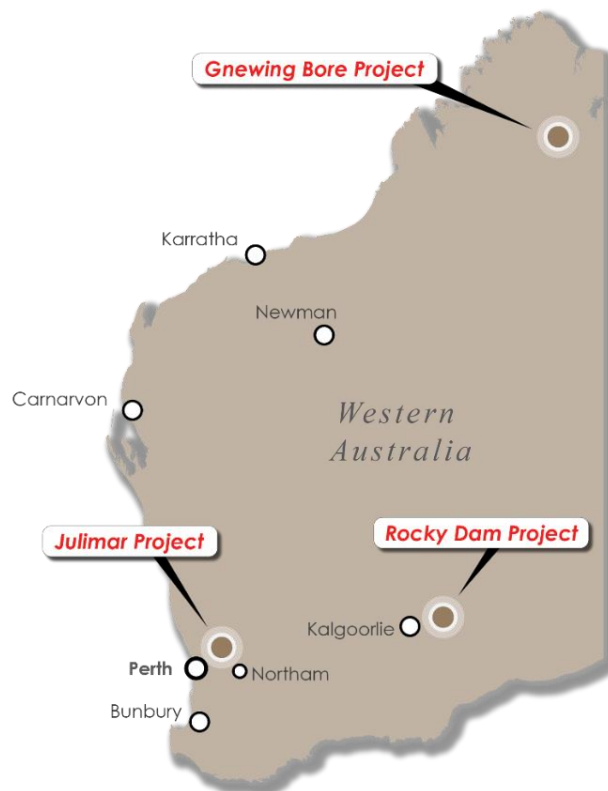 Gnewing Bore Project
Karratha
Newman
Carnarvon
Western
Australia
Julimar Project
Rocky Dam Project
Kalgoorlie
Perth
Northam
Bunbury